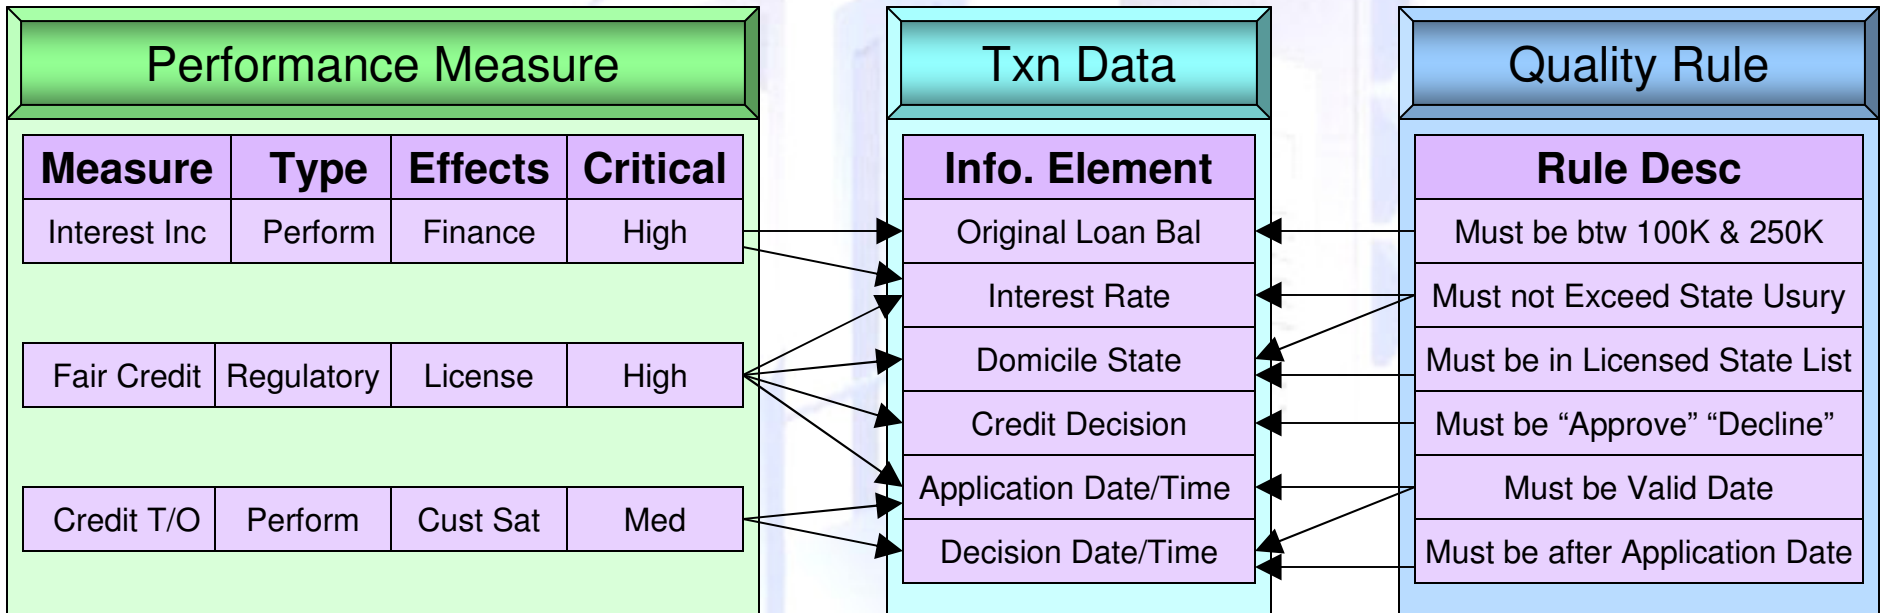 Performance Measure
Measure Type Effects Critical
Interest Inc Perform Finance High
Fair Credit Regulatory License High
Credit T/O Perform Cust Sat Med
Txn Data
Info. Element
Original Loan Bal
Interest Rate
Domicile State
Credit Decision
Application Date/Time
Decision Date/Time
Quality Rule
Rule Desc
Must be btw 100K & 250K
Must not Exceed State Usury
Must be in Licensed State List
Must be “Approve” “Decline”
Must be Valid Date
Must be after Application Date